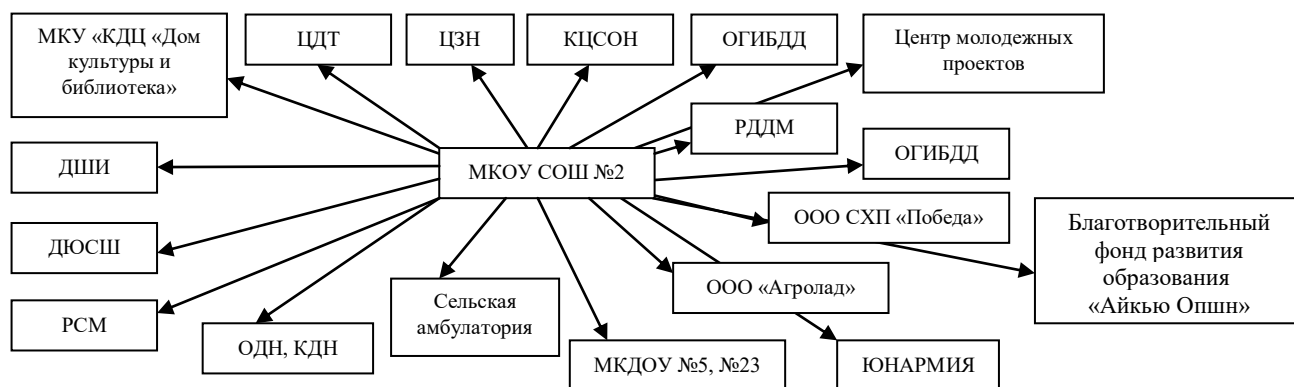 МКУ «КДЦ «Дом
культуры и
библиотека»
ЦДТ
ЦЗН
КЦСОН
ОГИБДД
Центр молодежных
проектов
РДДМ
ДШИ
МКОУ СОШ №2
ОГИБДД
ООО СХП «Победа»
Благотворительный
фонд развития
образования
«Айкью Опшн»
ДЮСШ
ООО «Агролад»
РСМ
Сельская
амбулатория
ОДН, КДН
МКДОУ №5, №23
ЮНАРМИЯ